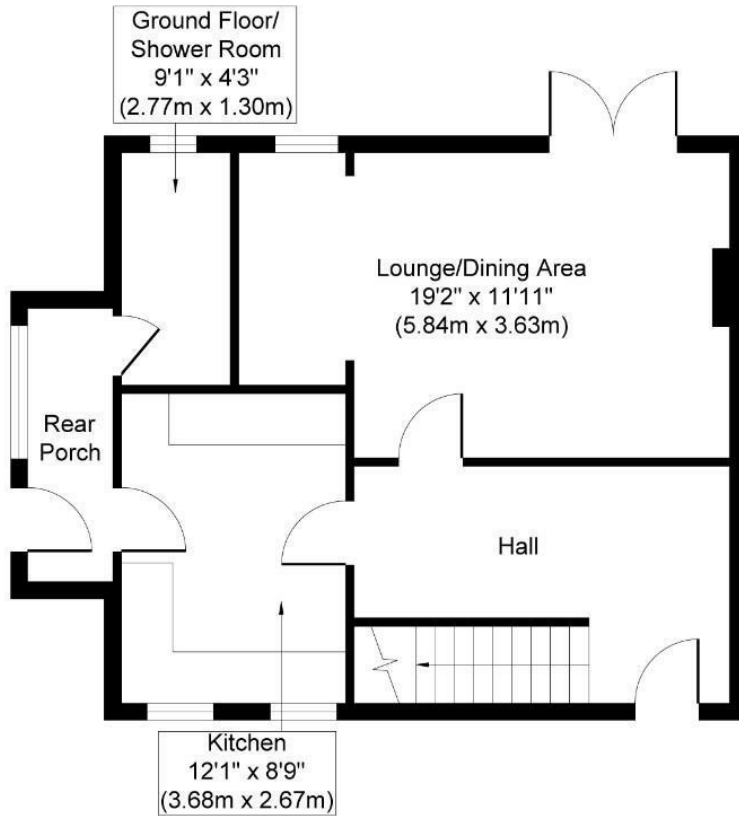 Ground Floor/
Shower Room
9'1" x 4'3"
(2.77m x 1.30m)
Lounge/Dining Area
19'2" x 11'11"
(5.84m x 3.63m)
Rear
Porch
Hall
Kitchen
12'1" x 8'9"
(3.68m x 2.67m)